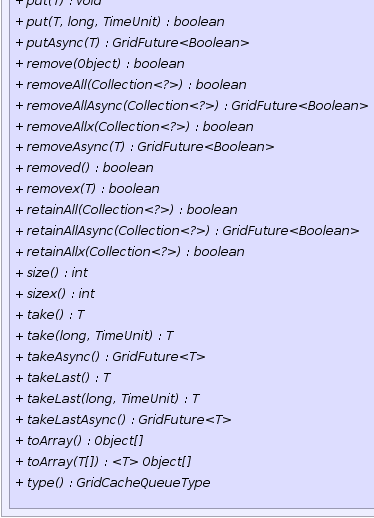 + put(T) : void
+ put(T, long, TimeUnit) : boolean
+ putAsync(T) : GridFuture<Boolean>
+ remove(Object) : boolean
+ removeAll(Collection<?>) : boolean
+ removeAllAsync(Collection<?>) : GridFuture<Boolean>
+ removeAllx(Collection<?>) : boolean
+ removeAsync(T) : GridFuture<Boolean>
+ removed() : boolean
+ removex(T) : boolean
+ retainAll(Collection<?>) : boolean
+ retainAllAsync(Collection<?>) : GridFuture<Boolean>
+ retainAllx(Collection<?>) : boolean
+ size() : int
+ sizex() : int
+ take() : T
+ take(long, TimeUnit) : T
+ takeAsync() : GridFuture<T>
+ takeLast() : T
+ takeLast(long, TimeUnit) : T
+ takeLastAsync() : GridFuture<T>
+ toArray() : Object[]
+ toArray(T[]) : <T> Object[]
+ type() : GridCacheQueueType